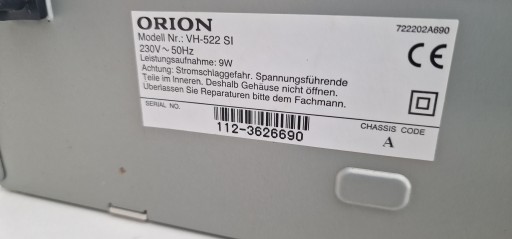 ORION
722202A690
Modell Nr.: VH-522 SI
230V~50Hz
Leistungsaufnahme: 9W
Achtung: Stromschlaggefahr. Spannungsführende
Teile im Inneren. Deshalb Gehäuse nicht öffnen.
Überlassen Sie Reparaturen bitte dem Fachmann.
CE
SERIAL NO.
112-3626690
CHASSIS CODE
A